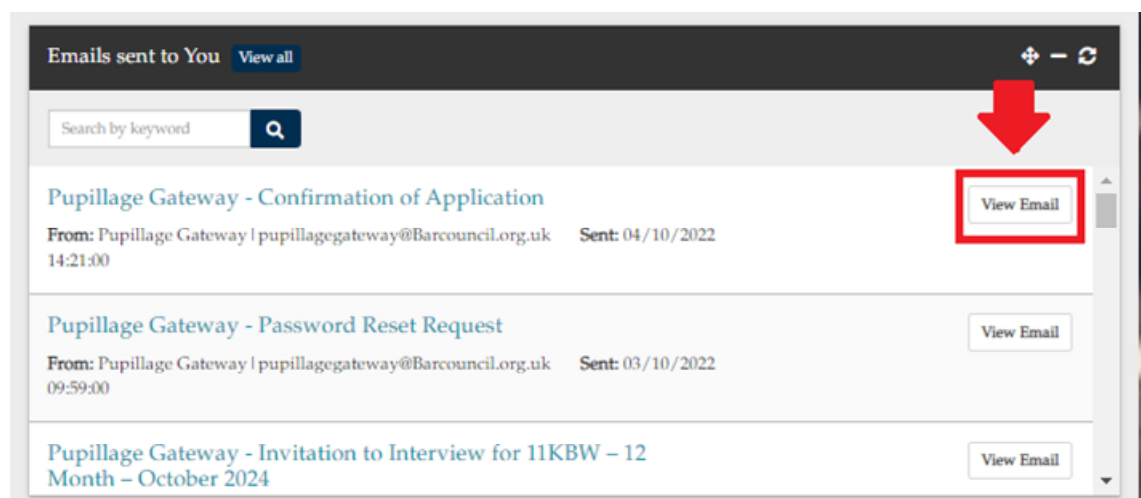 Emails sent to You View all
Search by keyword
Pupillage Gateway - Confirmation of Application
View Email
From: Pupillage Gateway | pupillagegateway@Barcouncil.org.uk Sent: 04/10/2022
14:21:00
Pupillage Gateway - Password Reset Request
View Email
From: Pupillage Gateway | pupillagegateway@Barcouncil.org.uk Sent: 03/10/2022
09:59:00
Pupillage Gateway - Invitation to Interview for 11KBW – 12
Month – October 2024
View Email